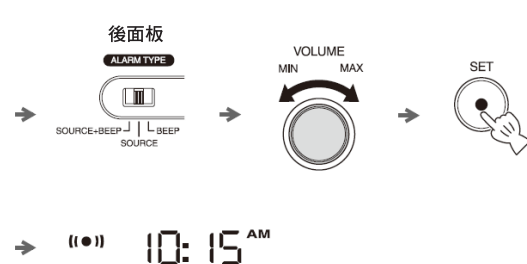 後面板
ALARM TYPE
SOURCE+BEEP
BEEP
SOURCE
VOLUME
MIN MAX
SET
10:15 AM